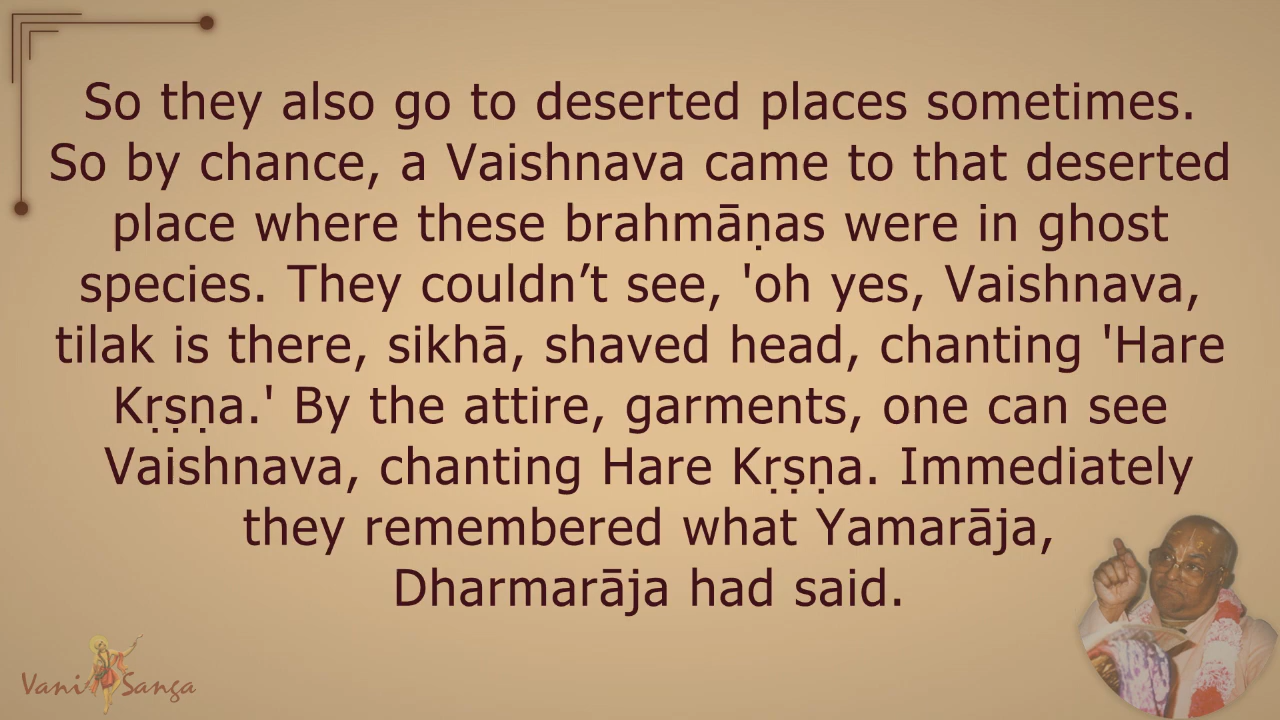 So they also go to deserted places sometimes.
So by chance, a Vaishnava came to that deserted
place where these brahmāṇas were in ghost
species. They couldn’t see, 'oh yes, Vaishnava,
tilak is there, sikhā, shaved head, chanting 'Hare
Kṛṣṇa.' By the attire, garments, one can see
Vaishnava, chanting Hare Kṛṣṇa. Immediately
they remembered what Yamarāja,
Dharmarāja had said.
Vani Sanga